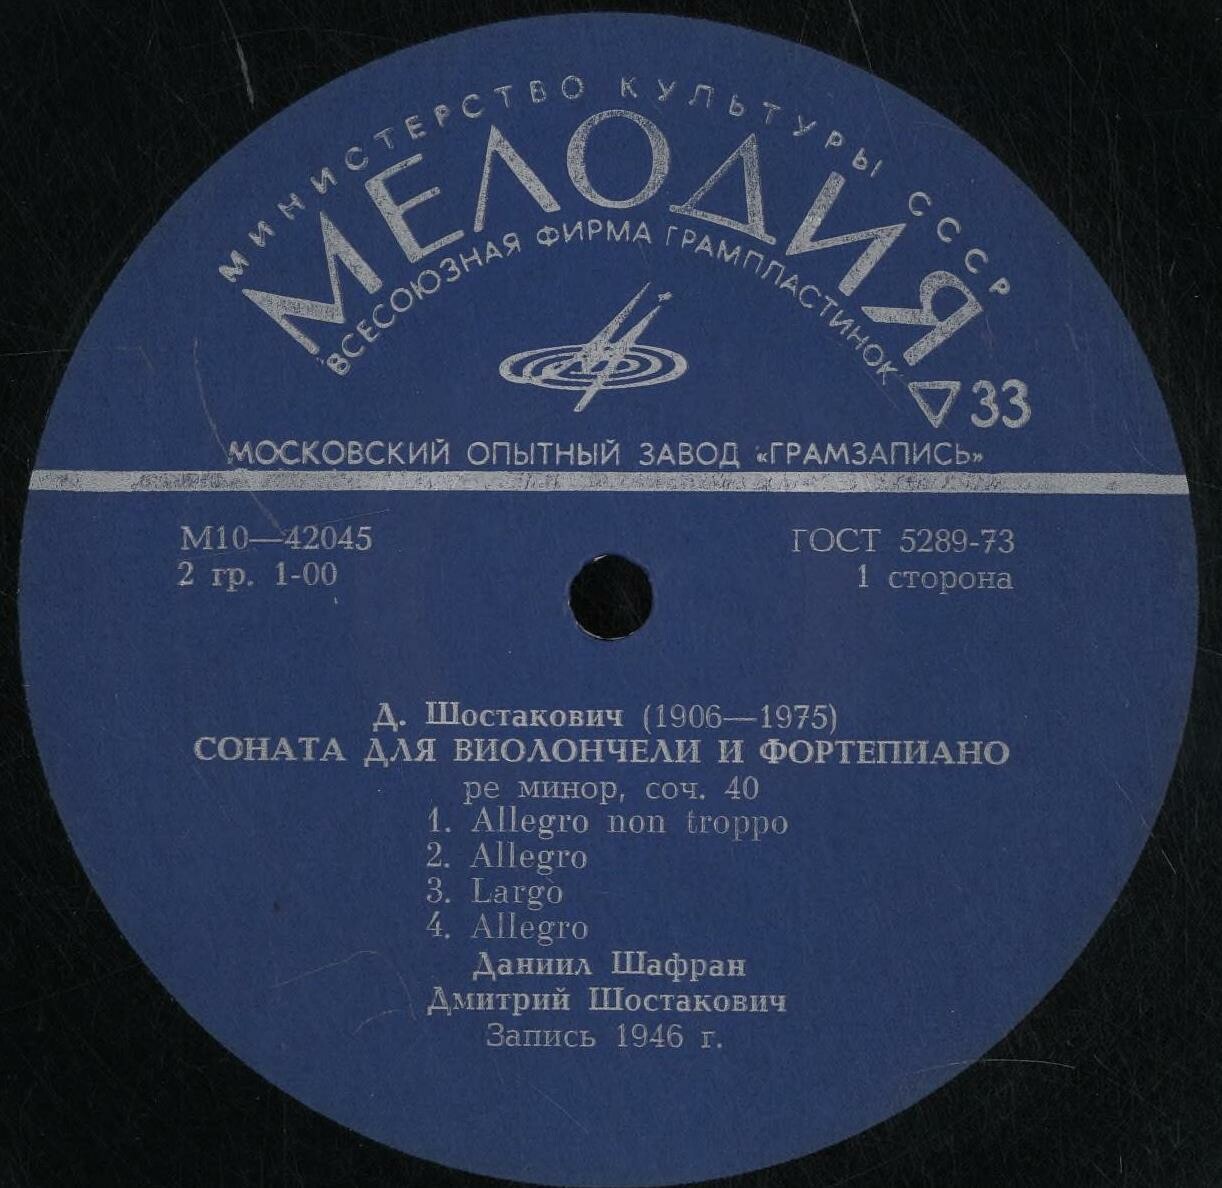 МИНИСТЕРСТВО КУЛЬТУРЫ СССР
МЕЛОДИЯ
ВСЕСОЮЗНАЯ ФИРМА ГРАМПЛАСТИНОК
33
МОСКОВСКИЙ ОПЫТНЫЙ ЗАВОД «ГРАМЗАПИСЬ»
М10—42045 ГОСТ 5289-73
2 гр. 1-00 1 сторона
Д. Шостакович (1906—1975)
СОНАТА ДЛЯ ВИОЛОНЧЕЛИ И ФОРТЕПИАНО
ре минор, соч. 40
1. Allegro non troppo
2. Allegro
3. Largo
4. Allegro
Даниил Шафран
Дмитрий Шостакович
Запись 1946 г.